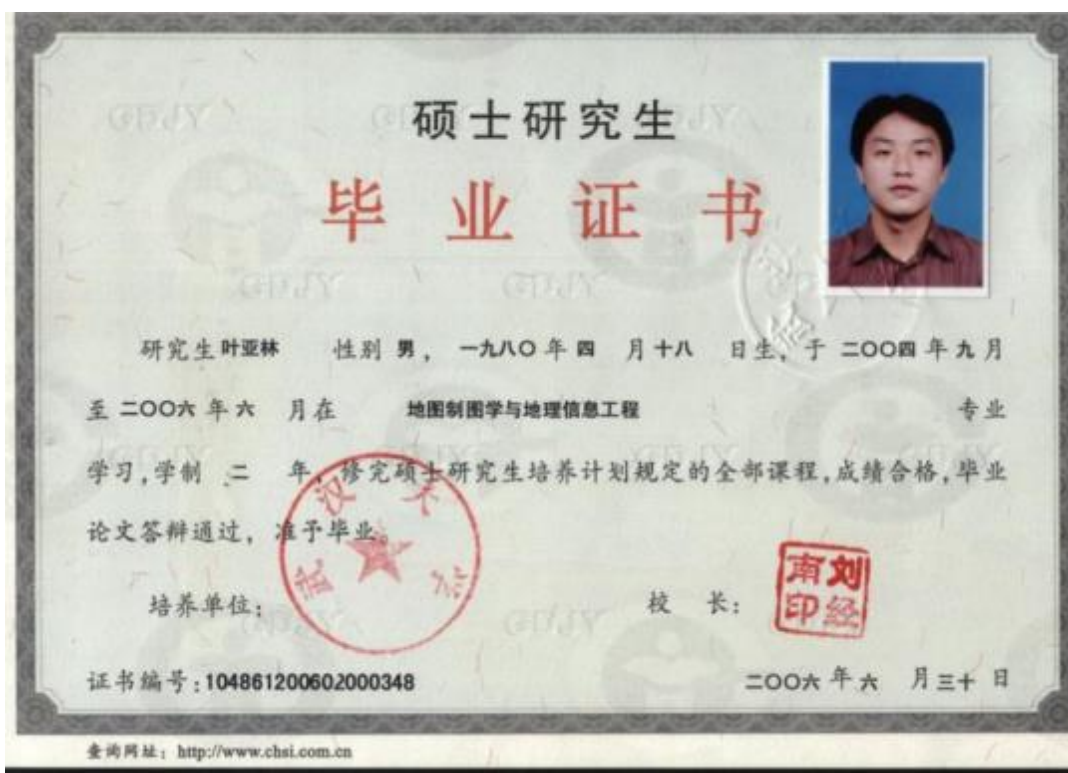 硕士研究生
毕业证书
研究生 叶亚林 性别 男， 一九八〇 年 四 月 十八 日生，于 二〇〇四 年 九 月
至 二〇〇六 年 六 月在 地图制图学与地理信息工程 专业
学习，学制 二 年，修完硕士研究生培养计划规定的全部课程，成绩合格，毕业
论文答辩通过，准予毕业。
武汉大学
培养单位： 校 长： 刘经南印
证书编号：104861200602000348 二〇〇六 年 六 月 三十 日
查询网址：http://www.chsi.com.cn